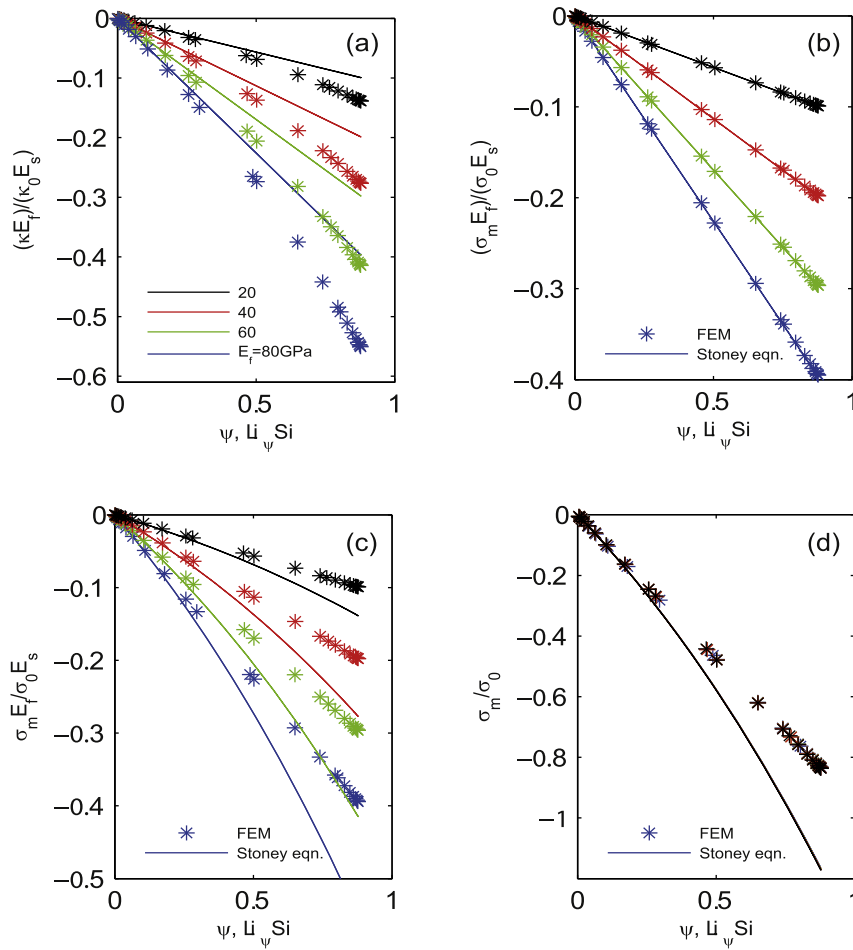 (a)
0
−0.1
−0.2
−0.3
−0.4
−0.5
−0.6
(κE_f)/(κ_0E_s)
20
40
60
E_f=80GPa
0
0.5
1
ψ, Li_ψSi
(b)
0
−0.1
−0.2
−0.3
−0.4
(σ_mE_f)/(σ_0E_s)
FEM
Stoney eqn.
0
0.5
1
ψ, Li_ψSi
(c)
0
−0.1
−0.2
−0.3
−0.4
−0.5
σ_mE_f/σ_0E_s
FEM
Stoney eqn.
0
0.5
1
ψ, Li_ψSi
(d)
0
−0.2
−0.4
−0.6
−0.8
−1
σ_m/σ_0
FEM
Stoney eqn.
0
0.5
1
ψ, Li_ψSi